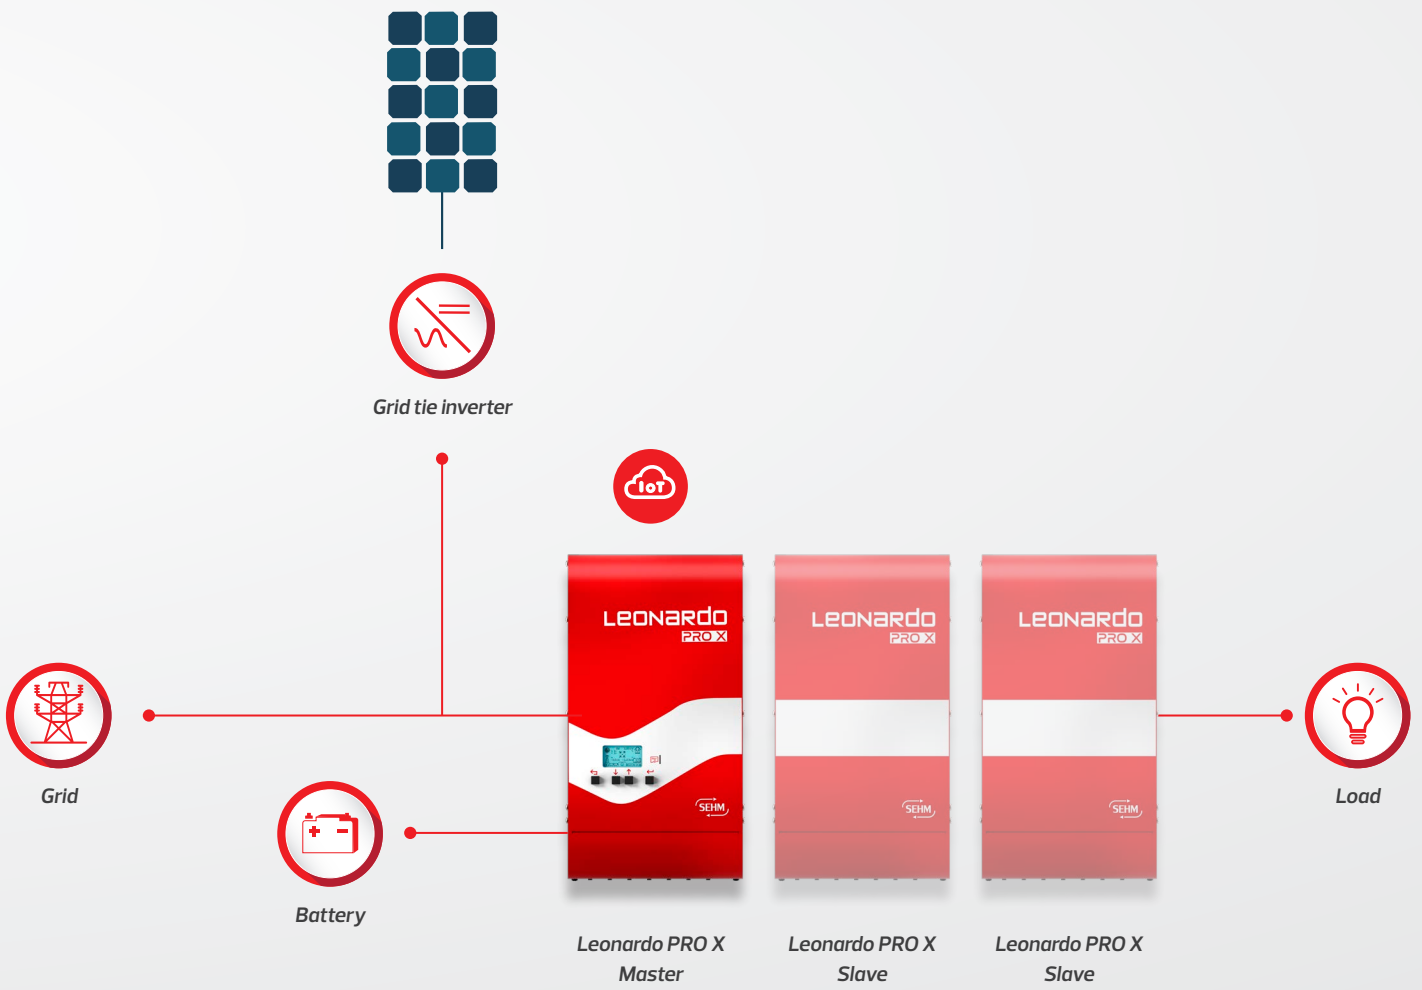 Grid tie inverter
IoT
LEONARDO
PRO X
LEONARDO
PRO X
LEONARDO
PRO X
SEHM
SEHM
SEHM
Grid
Load
Battery
Leonardo PRO X
Master
Leonardo PRO X
Slave
Leonardo PRO X
Slave